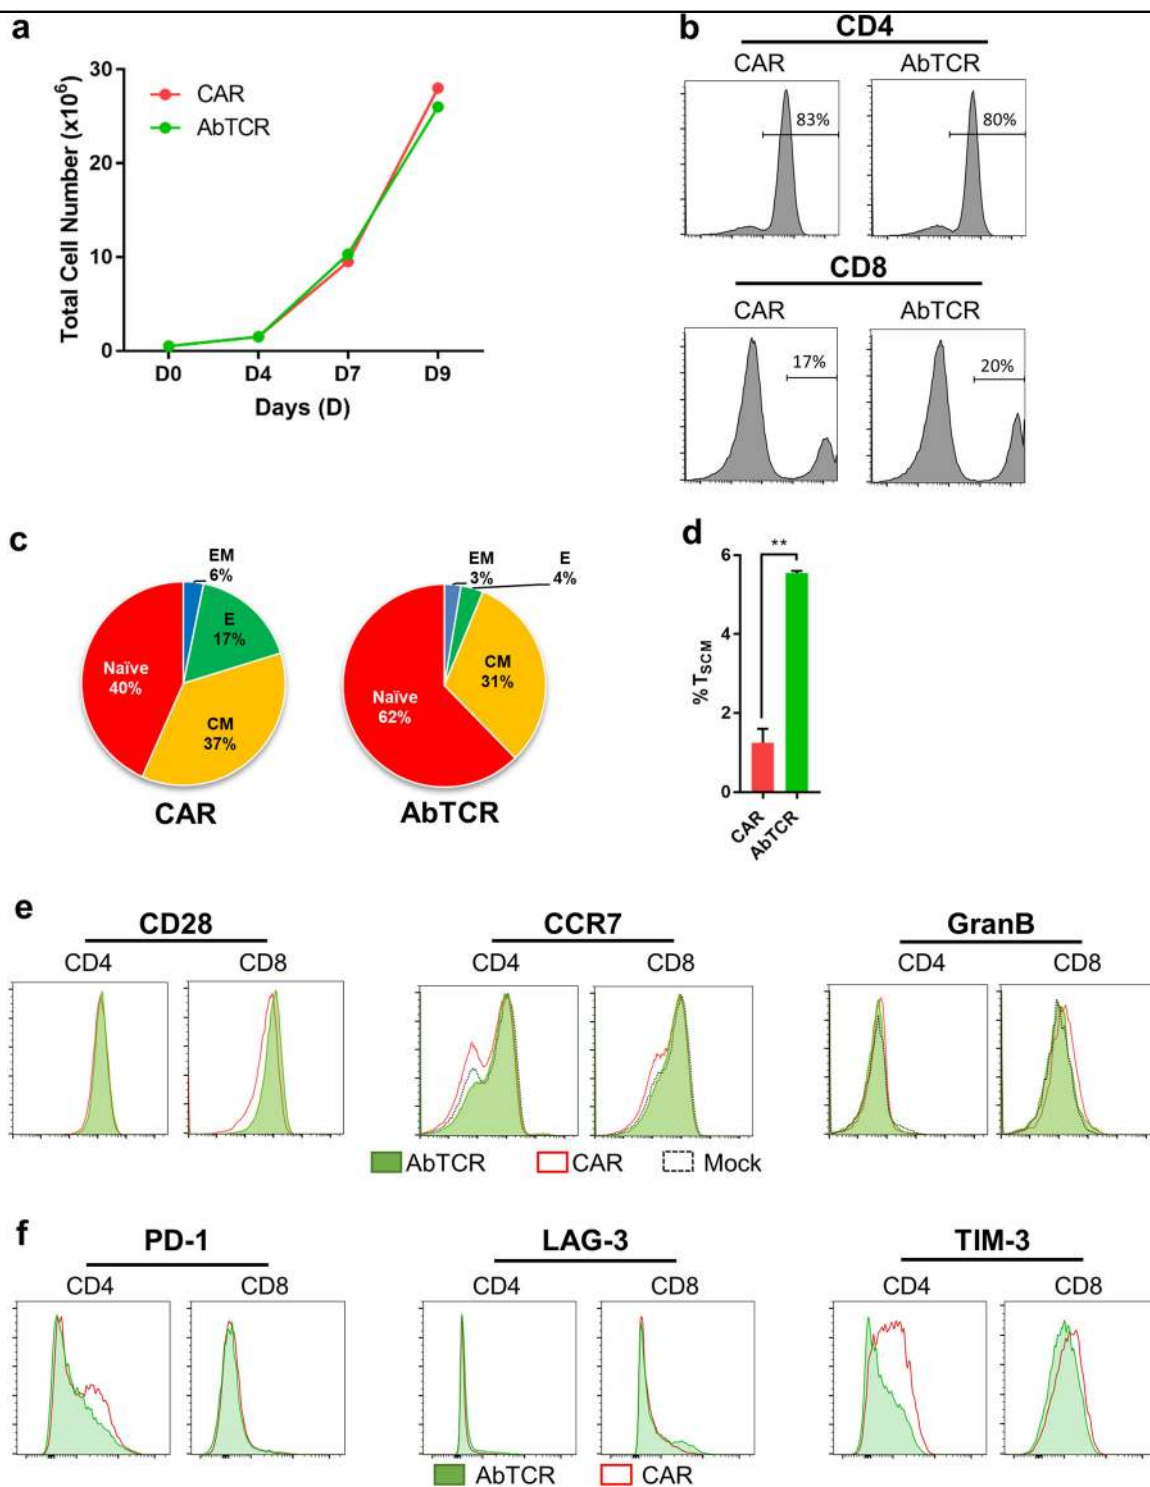 a
30
20
10
0
Total Cell Number (x10⁶)
CAR
AbTCR
D0 D4 D7 D9
Days (D)
b
CD4
CAR AbTCR
83% 80%
CD8
CAR AbTCR
17% 20%
c
EM
6%
E
17%
Naïve
40%
CM
37%
CAR
EM
3%
E
4%
CM
31%
Naïve
62%
AbTCR
d
6
4
2
0
% TSCM
**
CAR
AbTCR
e
CD28 CCR7 GranB
CD4 CD8 CD4 CD8 CD4 CD8
AbTCR CAR Mock
f
PD-1 LAG-3 TIM-3
CD4 CD8 CD4 CD8 CD4 CD8
AbTCR CAR